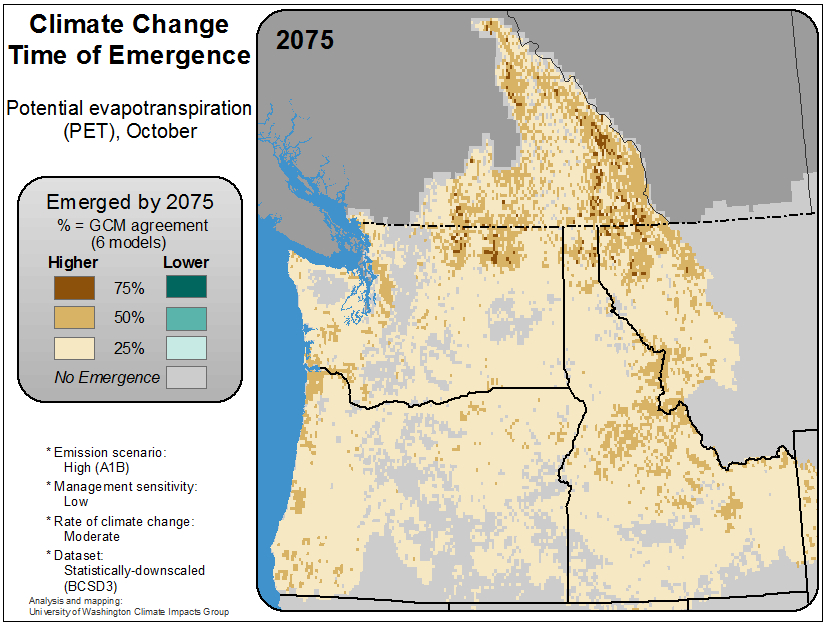 Climate Change
Time of Emergence
Potential evapotranspiration
(PET), October
2075
Emerged by 2075
% = GCM agreement
(6 models)
Higher Lower
75%
50%
25%
No Emergence
* Emission scenario:
High (A1B)
* Management sensitivity:
Low
* Rate of climate change:
Moderate
* Dataset:
Statistically-downscaled
(BCSD3)
Analysis and mapping:
University of Washington Climate Impacts Group